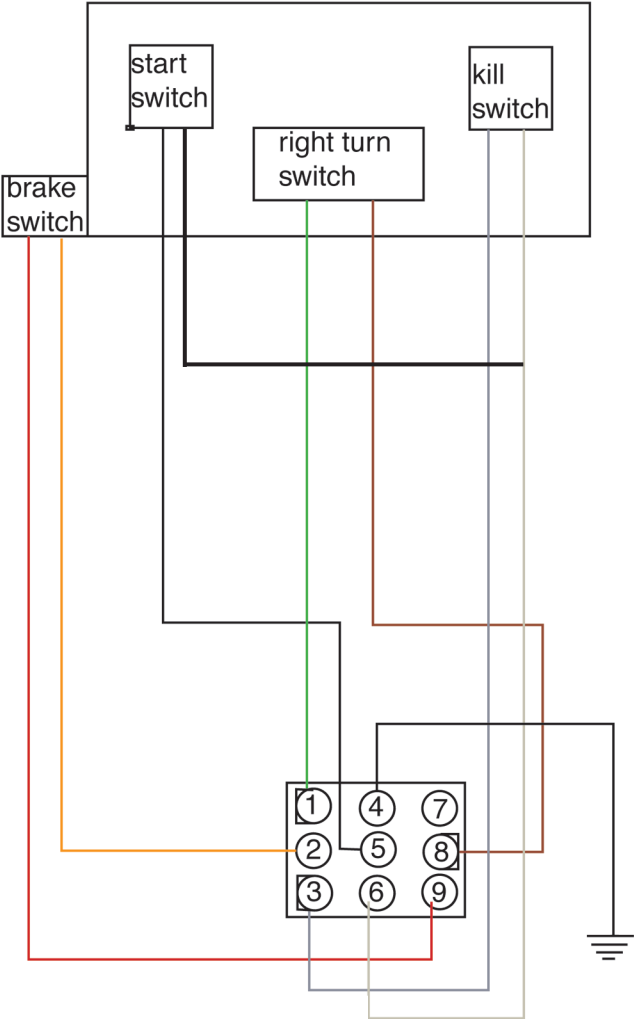 start
switch
kill
switch
right turn
switch
brake
switch
1 4 7
2 5 8
3 6 9